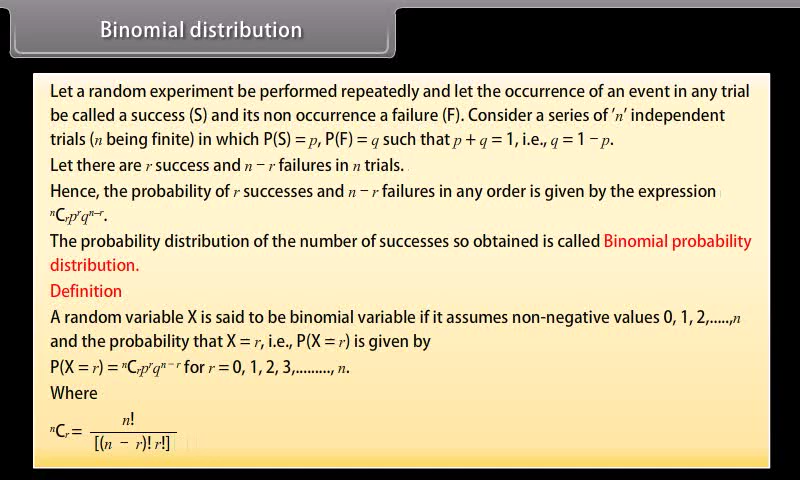 Binomial distribution
Let a random experiment be performed repeatedly and let the occurrence of an event in any trial
be called a success (S) and its non occurrence a failure (F). Consider a series of 'n' independent
trials (n being finite) in which P(S) = p, P(F) = q such that p + q = 1, i.e., q = 1 − p.
Let there are r success and n − r failures in n trials.
Hence, the probability of r successes and n − r failures in any order is given by the expression
ⁿCᵣpʳqⁿ⁻ʳ.
The probability distribution of the number of successes so obtained is called Binomial probability
distribution.
Definition
A random variable X is said to be binomial variable if it assumes non-negative values 0, 1, 2,.....,n
and the probability that X = r, i.e., P(X = r) is given by
P(X = r) = ⁿCᵣpʳqⁿ⁻ʳ for r = 0, 1, 2, 3,........., n.
Where
ⁿCᵣ = n! / [(n − r)! r!]